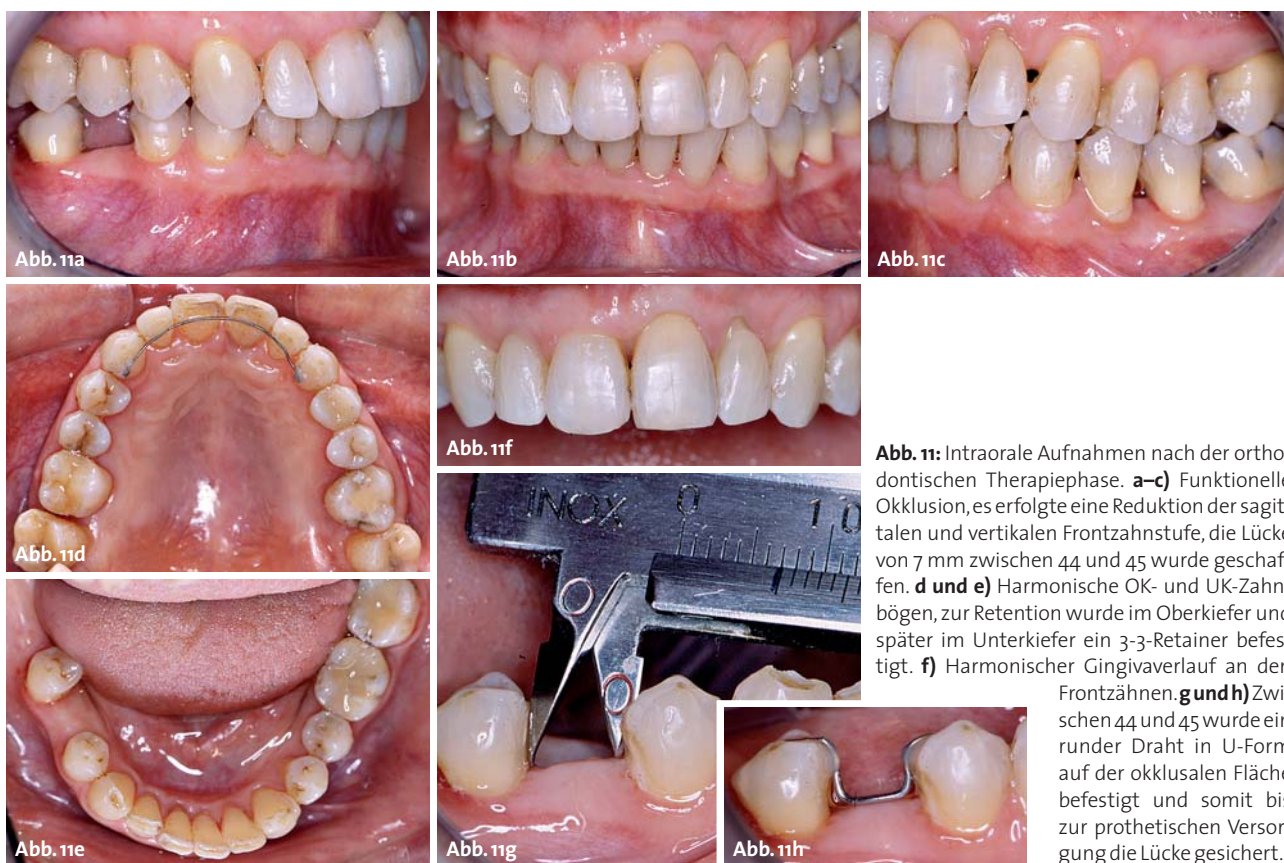 Abb. 11a
Abb. 11b
Abb. 11c
Abb. 11d
Abb. 11f
INOX 0 10
Abb. 11e
Abb. 11g
Abb. 11h
Abb. 11: Intraorale Aufnahmen nach der ortho
dontischen Therapiephase. a–c) Funktionelle
Okklusion, es erfolgte eine Reduktion der sagit
talen und vertikalen Frontzahnstufe, die Lücke
von 7 mm zwischen 44 und 45 wurde geschaf
fen. d und e) Harmonische OK- und UK-Zahn
bögen, zur Retention wurde im Oberkiefer und
später im Unterkiefer ein 3-3-Retainer befes
tigt. f) Harmonischer Gingivaverlauf an den
Frontzähnen. g und h) Zwi
schen 44 und 45 wurde ein
runder Draht in U-Form
auf der okklusalen Fläche
befestigt und somit bis
zur prothetischen Versor
gung die Lücke gesichert.